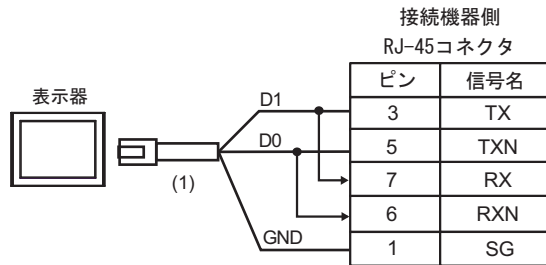 接続機器側
RJ-45コネクタ
ピン 信号名
表示器
D1
3 TX
D0
5 TXN
(1)
7 RX
6 RXN
GND
1 SG